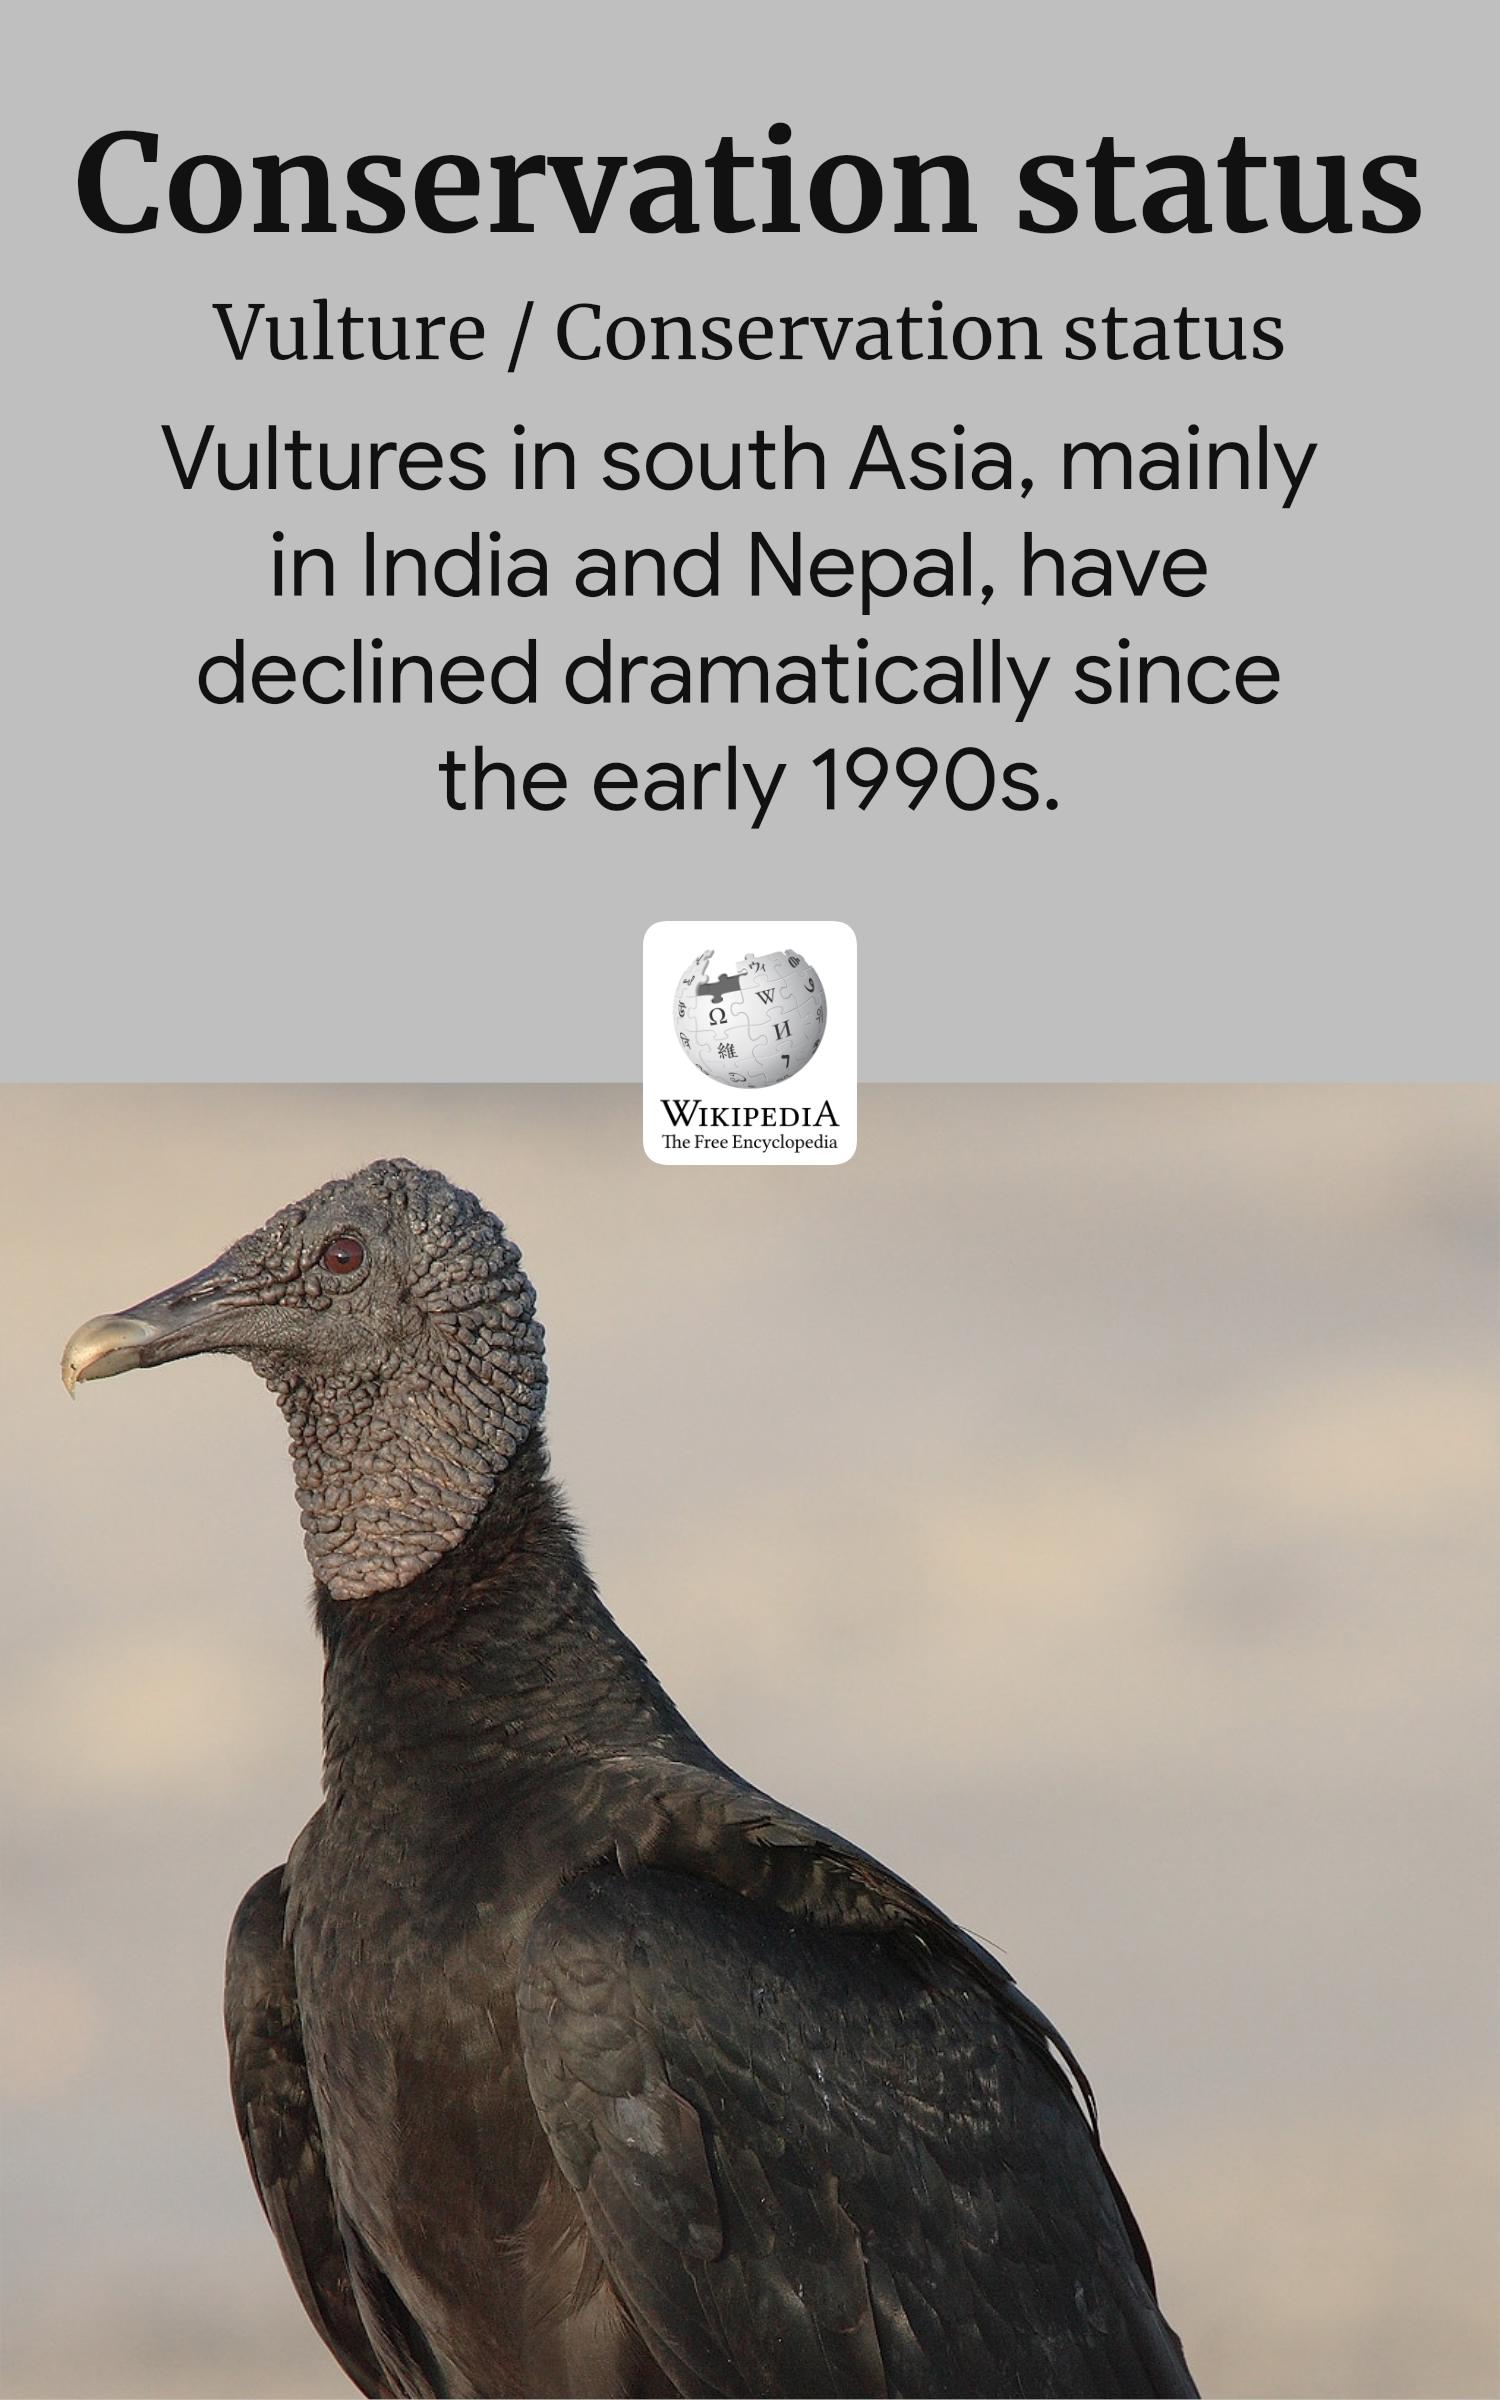 Conservation status
Vulture / Conservation status
Vultures in south Asia, mainly
in India and Nepal, have
declined dramatically since
the early 1990s.
Ω W И
維
WIKIPEDIA
The Free Encyclopedia